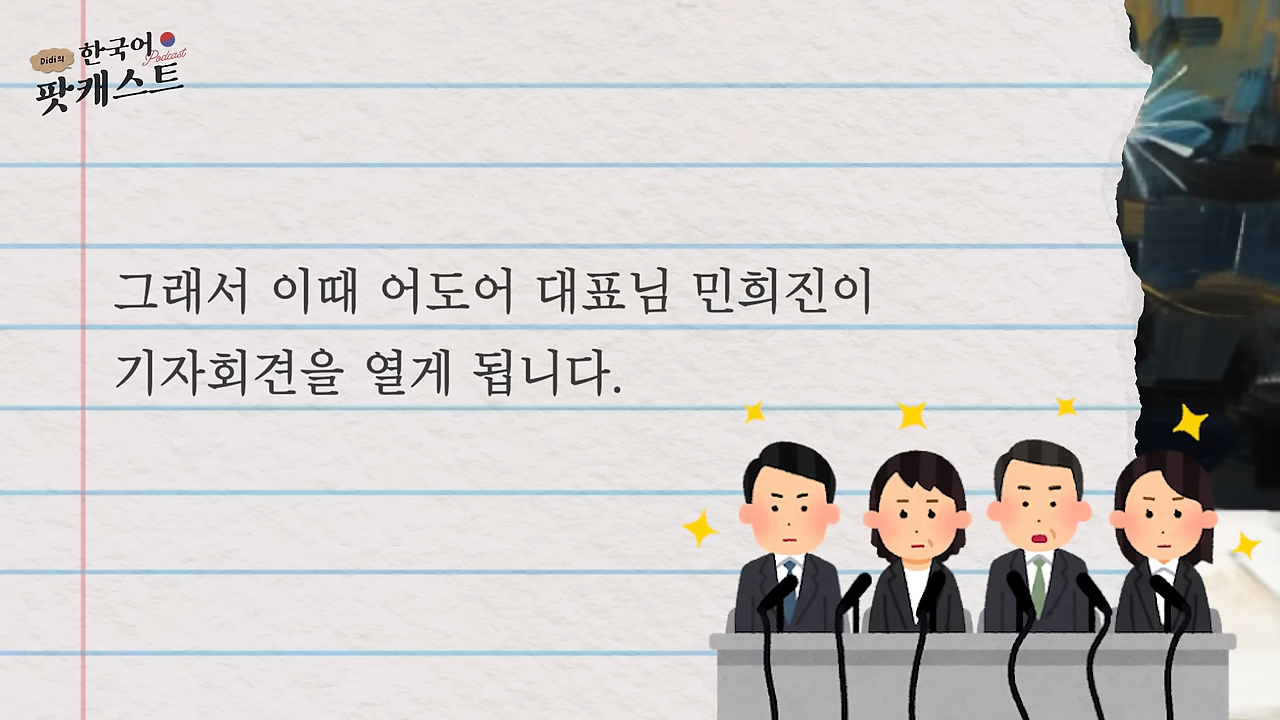 Didi의
한국어
Podcast
팟캐스트
그래서 이때 어도어 대표님 민희진이
기자회견을 열게 됩니다.